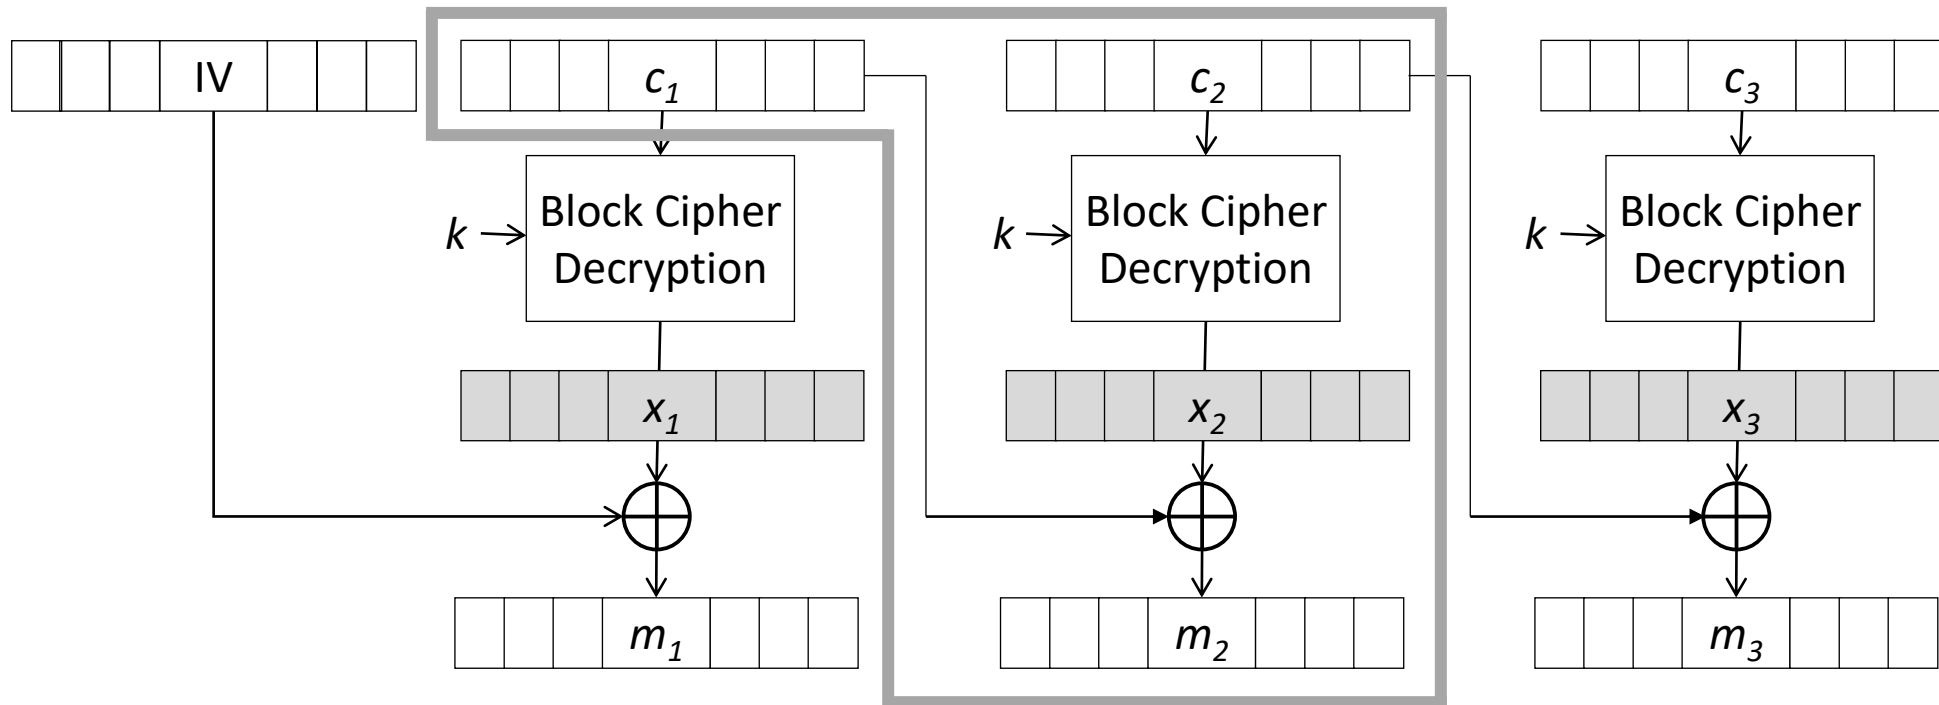 IV
c1
c2
c3
k
Block Cipher
Decryption
k
Block Cipher
Decryption
k
Block Cipher
Decryption
x1
x2
x3
m1
m2
m3